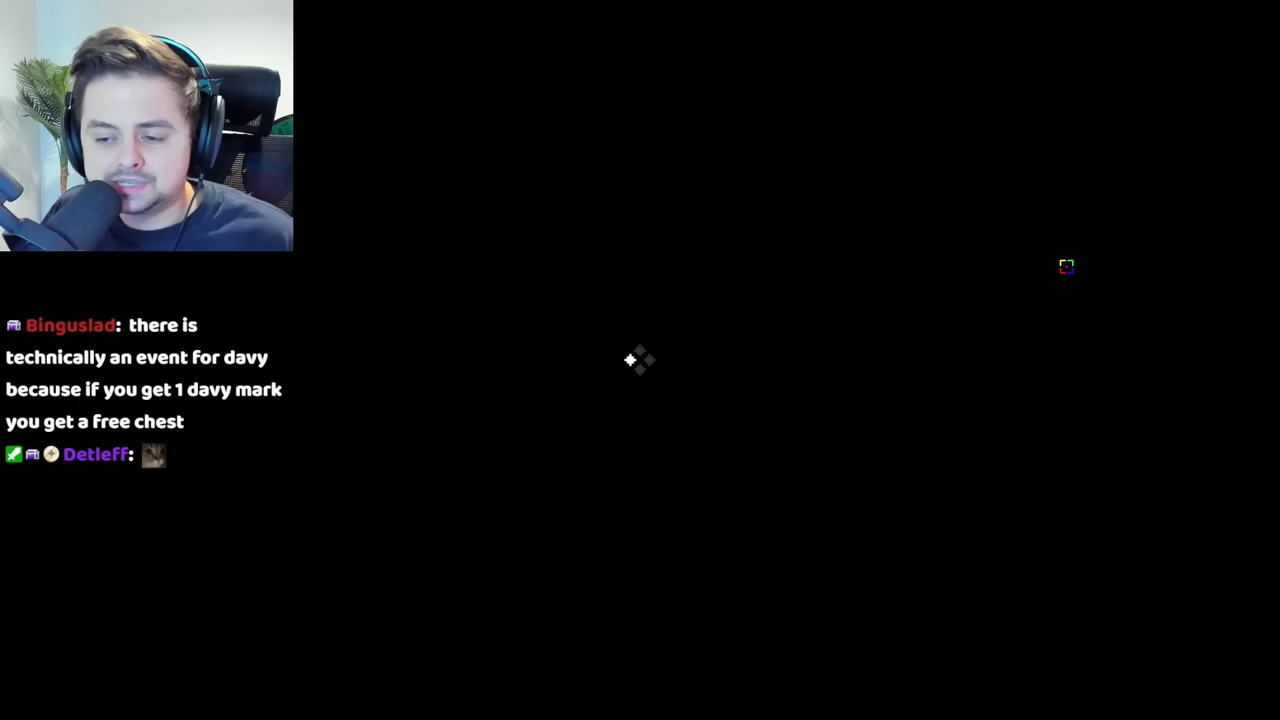 Binguslad: there is
technically an event for davy
because if you get 1 davy mark
you get a free chest
Detleff: